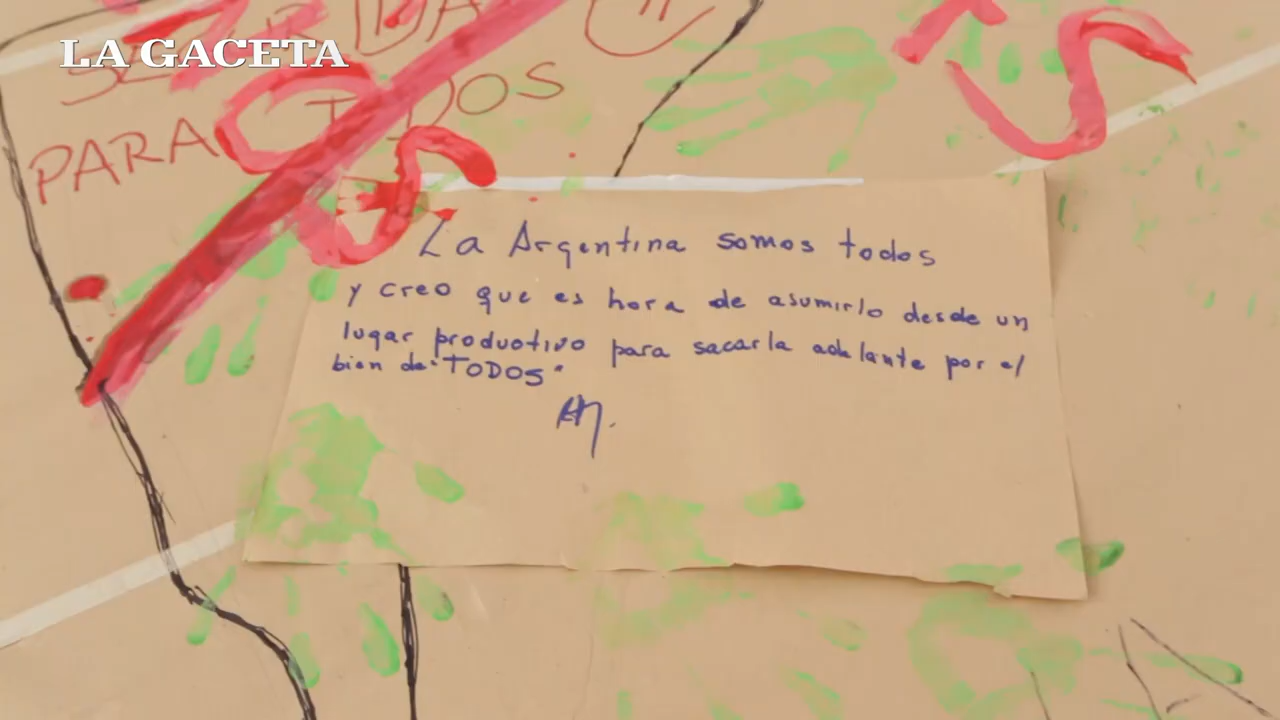 LA GACETA
PARA TODOS
La Argentina somos todos
y creo que es hora de asumirlo desde un
lugar productivo para sacarla adelante por el
bien de "TODOS"